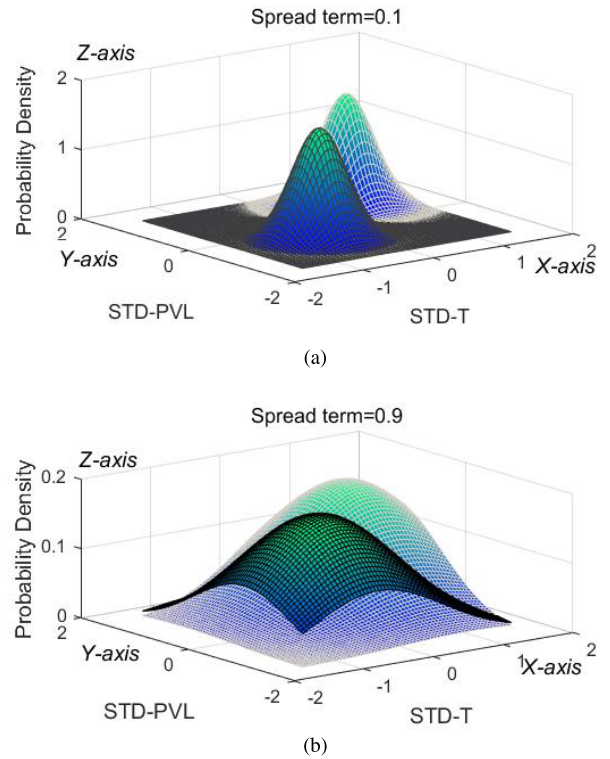 Spread term=0.1
Z-axis
Probability Density
2
1
0
2
Y-axis
0
-2
-2
-1
0
1
2
X-axis
STD-PVL
STD-T
(a)
Spread term=0.9
Z-axis
Probability Density
0.2
0.1
0
2
Y-axis
0
-2
-2
-1
0
1
2
X-axis
STD-PVL
STD-T
(b)